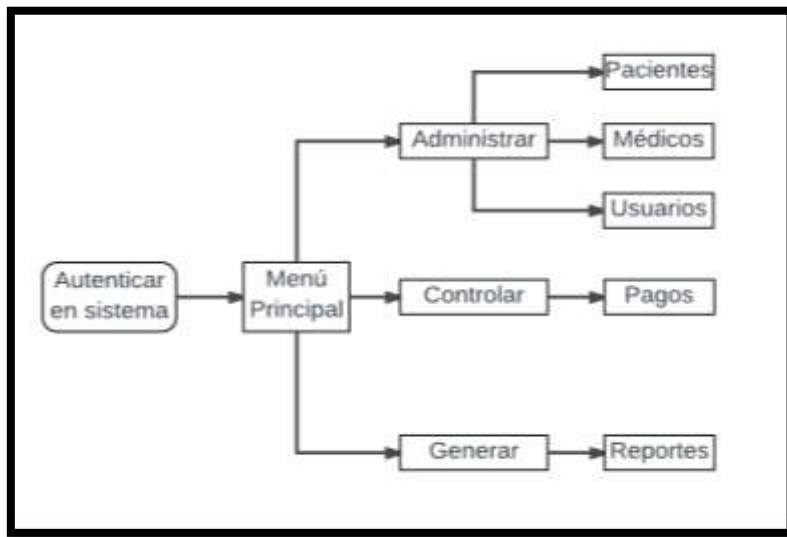 Pacientes
Administrar
Médicos
Usuarios
Autenticar
en sistema
Menú
Principal
Controlar
Pagos
Generar
Reportes